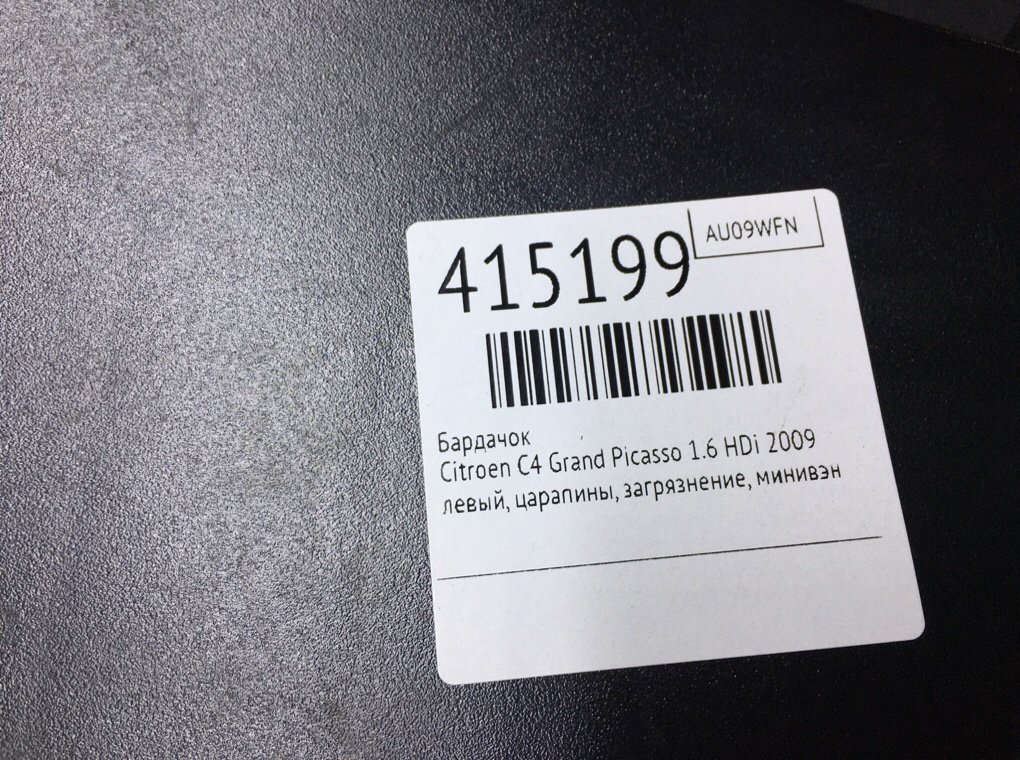 415199
AU09WFN
Бардачок
Citroen C4 Grand Picasso 1.6 HDi 2009
левый, царапины, загрязнение, минивэн